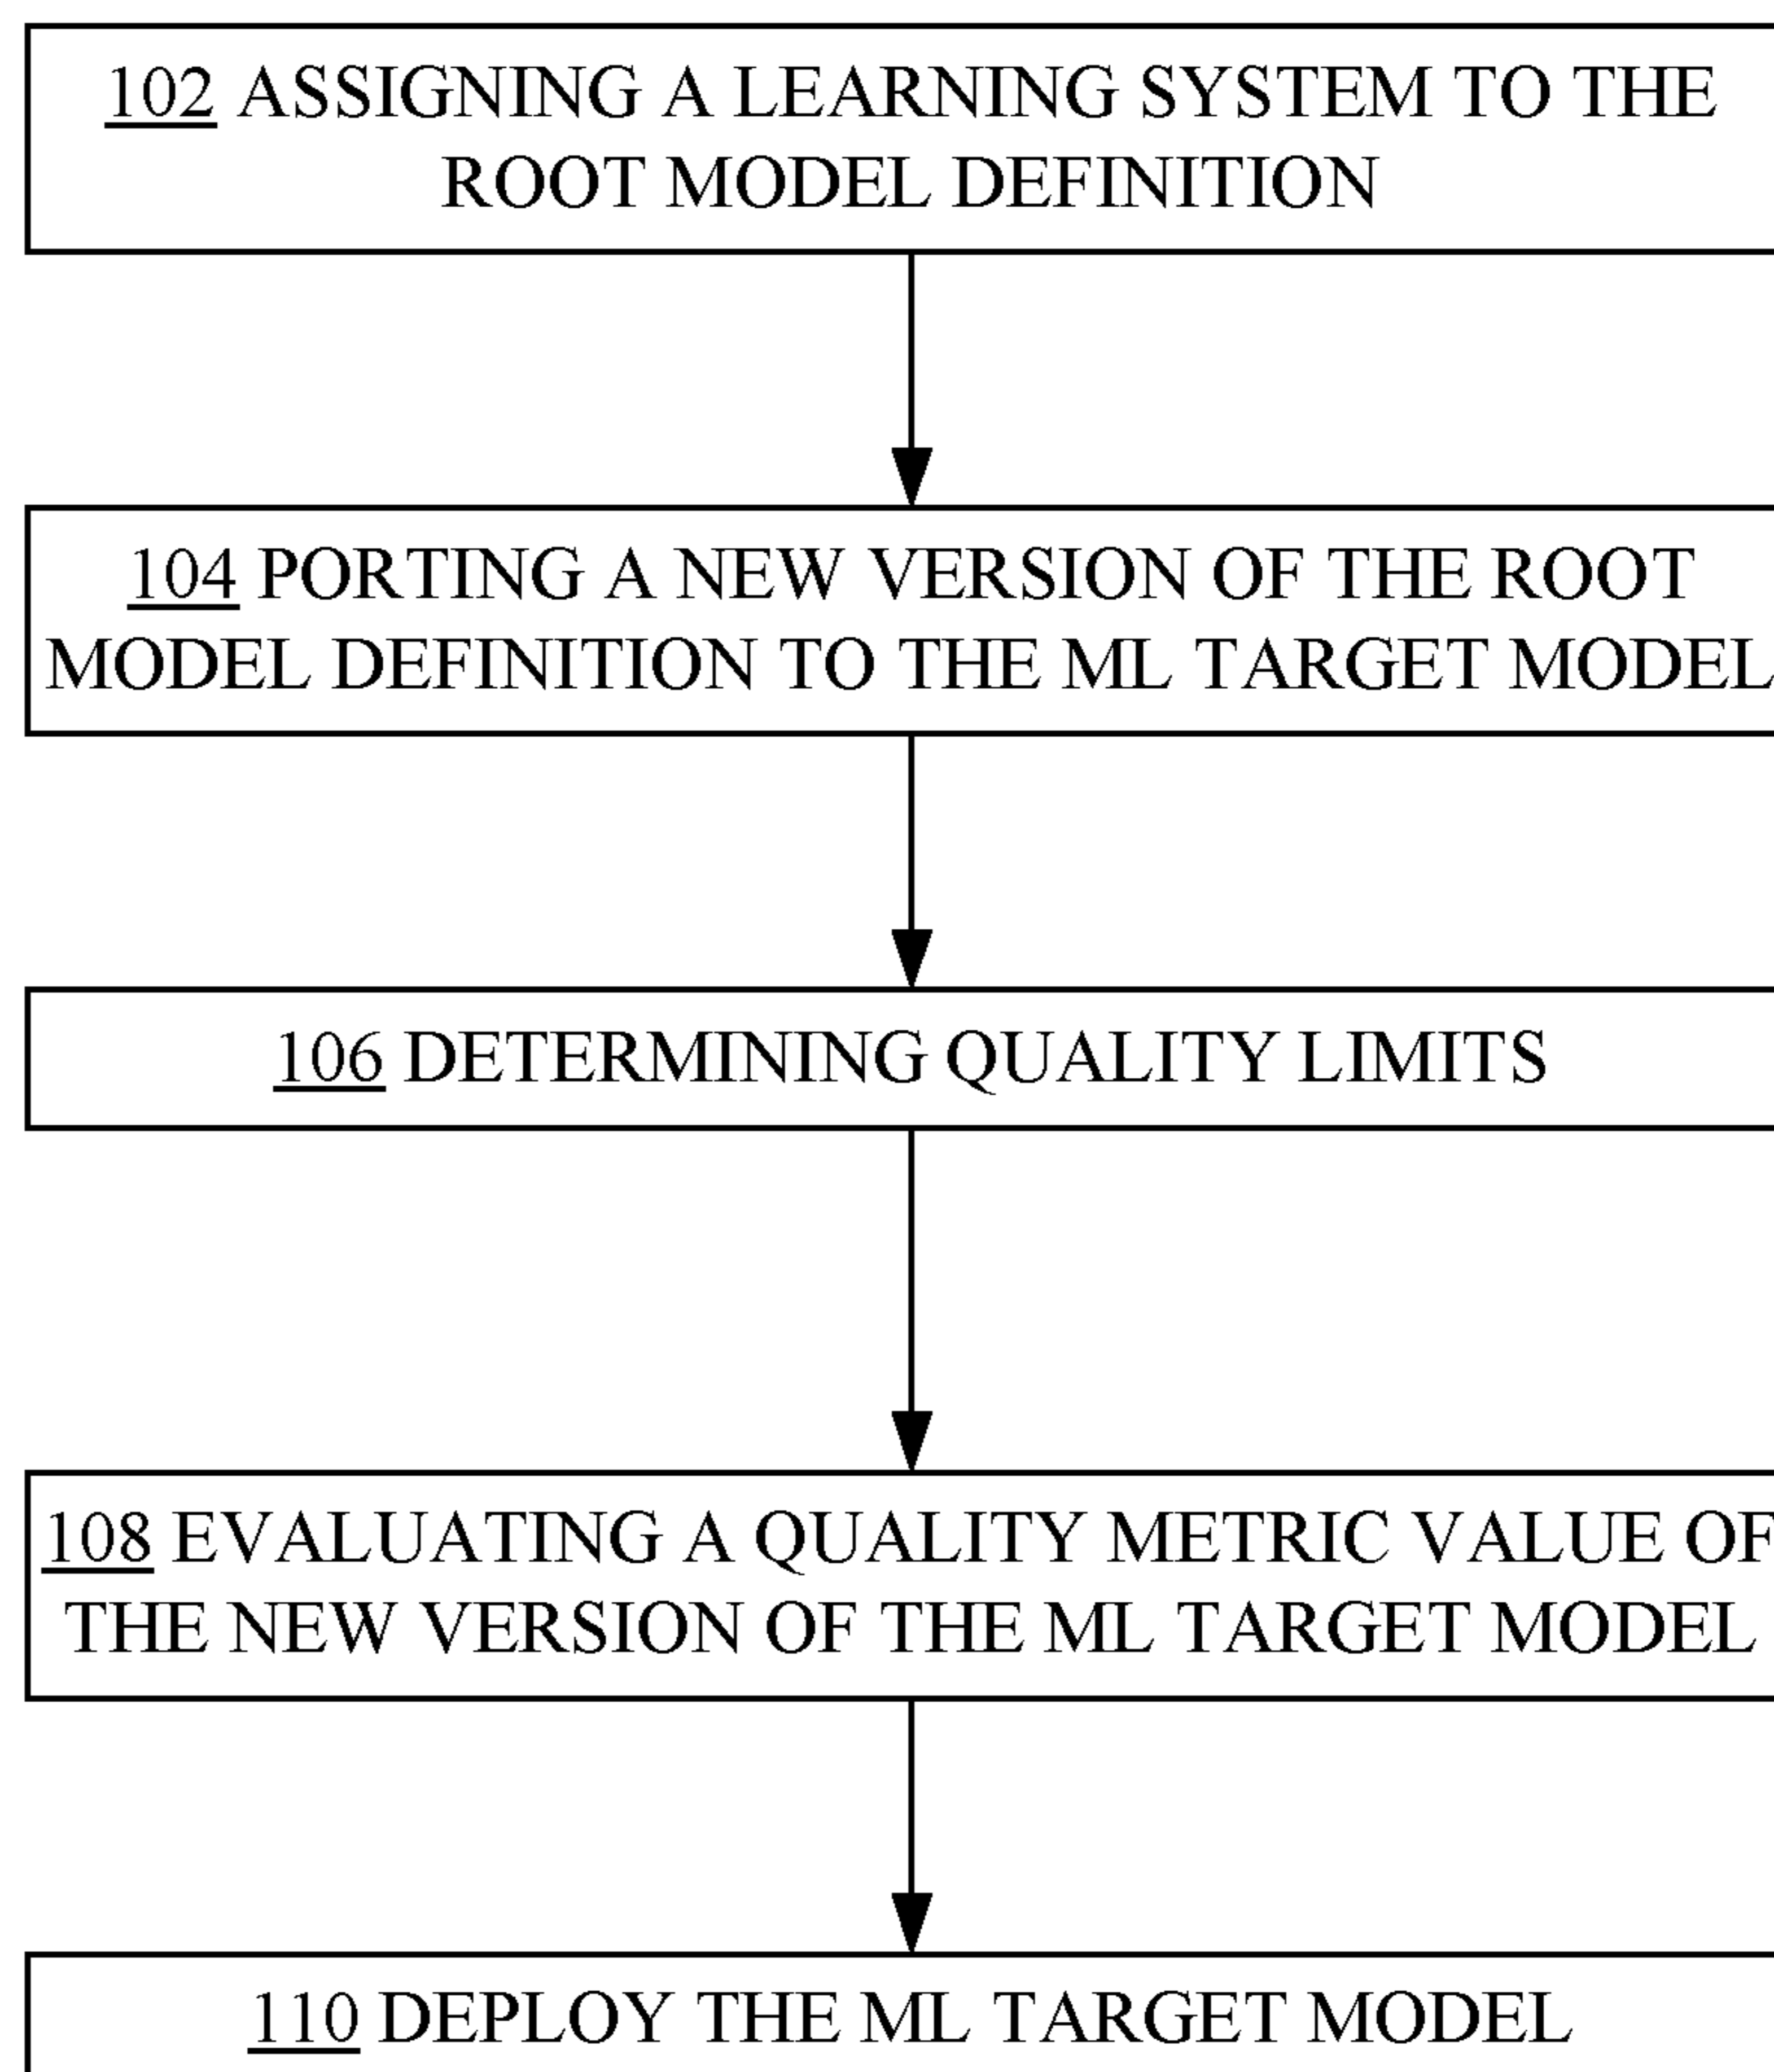 102 ASSIGNING A LEARNING SYSTEM TO THE
ROOT MODEL DEFINITION
104 PORTING A NEW VERSION OF THE ROOT
MODEL DEFINITION TO THE ML TARGET MODEL
106 DETERMINING QUALITY LIMITS
108 EVALUATING A QUALITY METRIC VALUE OF
THE NEW VERSION OF THE ML TARGET MODEL
110 DEPLOY THE ML TARGET MODEL